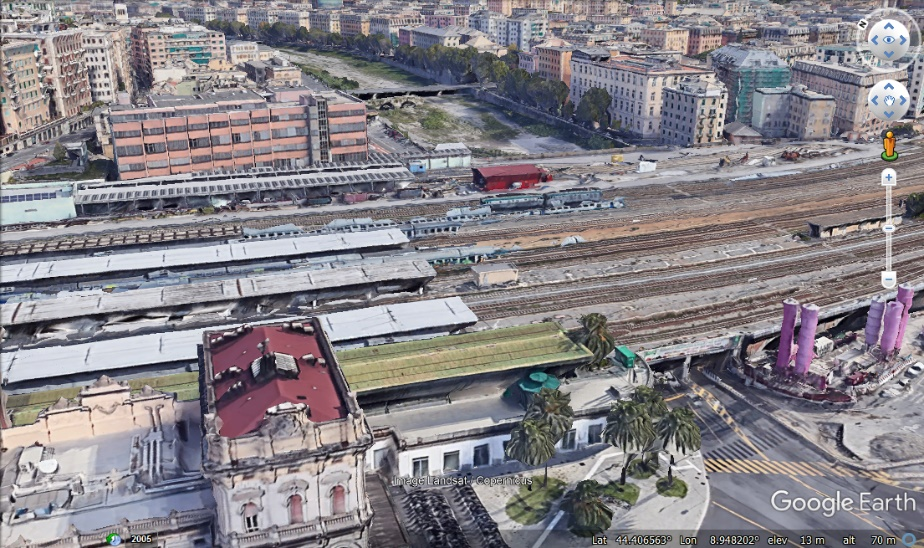 N
Image Landsat / Copernicus
Google Earth
2005
Lat 44.406563° Lon 8.948202° elev 13 m alt 70 m